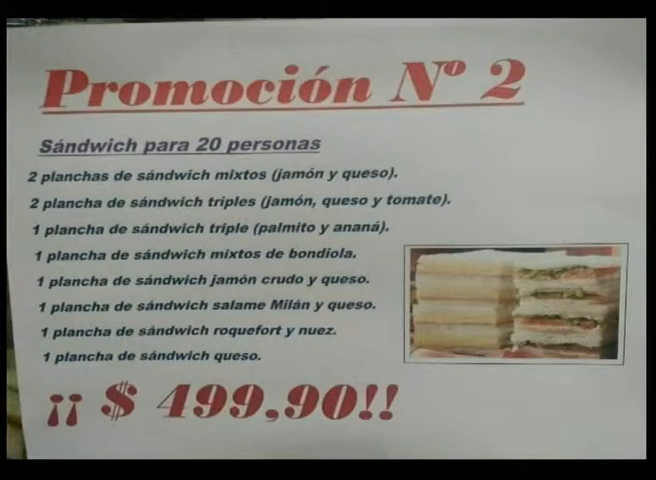 Promoción Nº 2
Sándwich para 20 personas
2 planchas de sándwich mixtos (jamón y queso).
2 plancha de sándwich triples (jamón, queso y tomate).
1 plancha de sándwich triple (palmito y ananá).
1 plancha de sándwich mixtos de bondiola.
1 plancha de sándwich jamón crudo y queso.
1 plancha de sándwich salame Milán y queso.
1 plancha de sándwich roquefort y nuez.
1 plancha de sándwich queso.
¡¡ $ 499,90!!